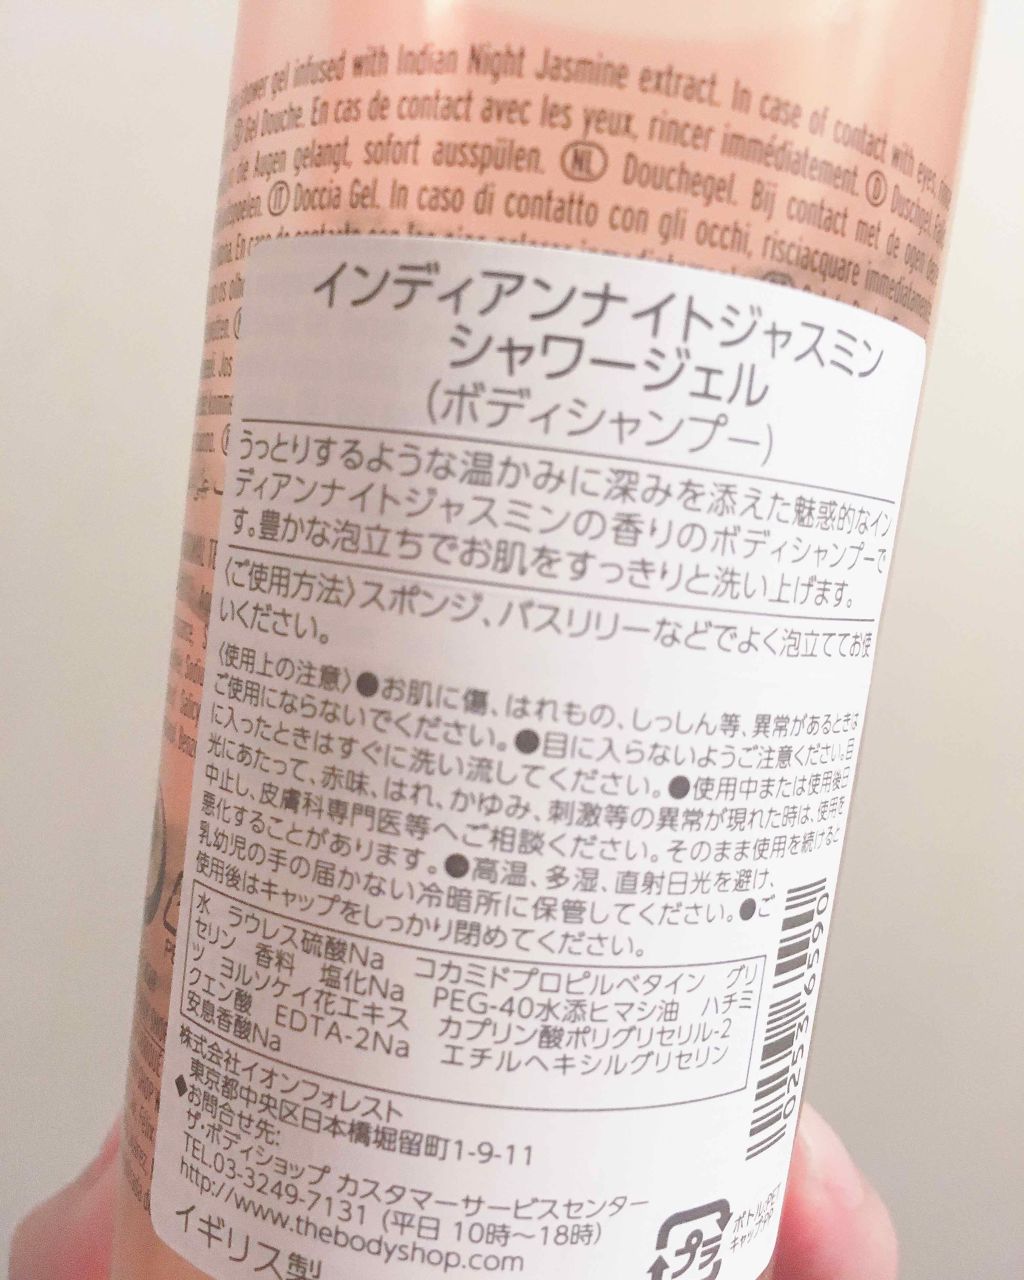 gel infused with Indian Night Jasmine extract. In case of contact with eyes,
Gel Douche. En cas de contact avec les yeux, rincer immédiatement. D Duschgel.
Augen gelangt, sofort ausspülen. NL Douchegel. Bij contact met de ogen
IT Doccia Gel. In caso di contatto con gli occhi, risciacquare immediatamente
インディアンナイトジャスミン
シャワージェル
(ボディシャンプー)
うっとりするような温かみに深みを添えた魅惑的なイン
ディアンナイトジャスミンの香りのボディシャンプーで
す。豊かな泡立ちでお肌をすっきりと洗い上げます。
〈ご使用方法〉スポンジ、バスリリーなどでよく泡立ててお使
いください。
〈使用上の注意〉●お肌に傷、はれもの、しっしん等、異常があるときは
ご使用にならないでください。●目に入らないようご注意ください。目
に入ったときはすぐに洗い流してください。●使用中または使用後日
光にあたって、赤味、はれ、かゆみ、刺激等の異常が現れた時は、使用を
中止し、皮膚科専門医等へご相談ください。そのまま使用を続けると
悪化することがあります。●高温、多湿、直射日光を避け、
乳幼児の手の届かない冷暗所に保管してください。●ご
使用後はキャップをしっかり閉めてください。
水 ラウレス硫酸Na コカミドプロピルベタイン グリ
セリン 香料 塩化Na PEG-40水添ヒマシ油 ハチミ
ツ ヨルソケイ花エキス カプリン酸ポリグリセリル-2
クエン酸 EDTA-2Na エチルヘキシルグリセリン
安息香酸Na
株式会社イオンフォレスト
東京都中央区日本橋堀留町1-9-11
◆お問合せ先:
ザ・ボディショップ カスタマーサービスセンター
TEL.03-3249-7131 (平日 10時～18時)
http://www.thebodyshop.com
イギリス製
02536590
プラ
ボトル:PET
キャップ:PP